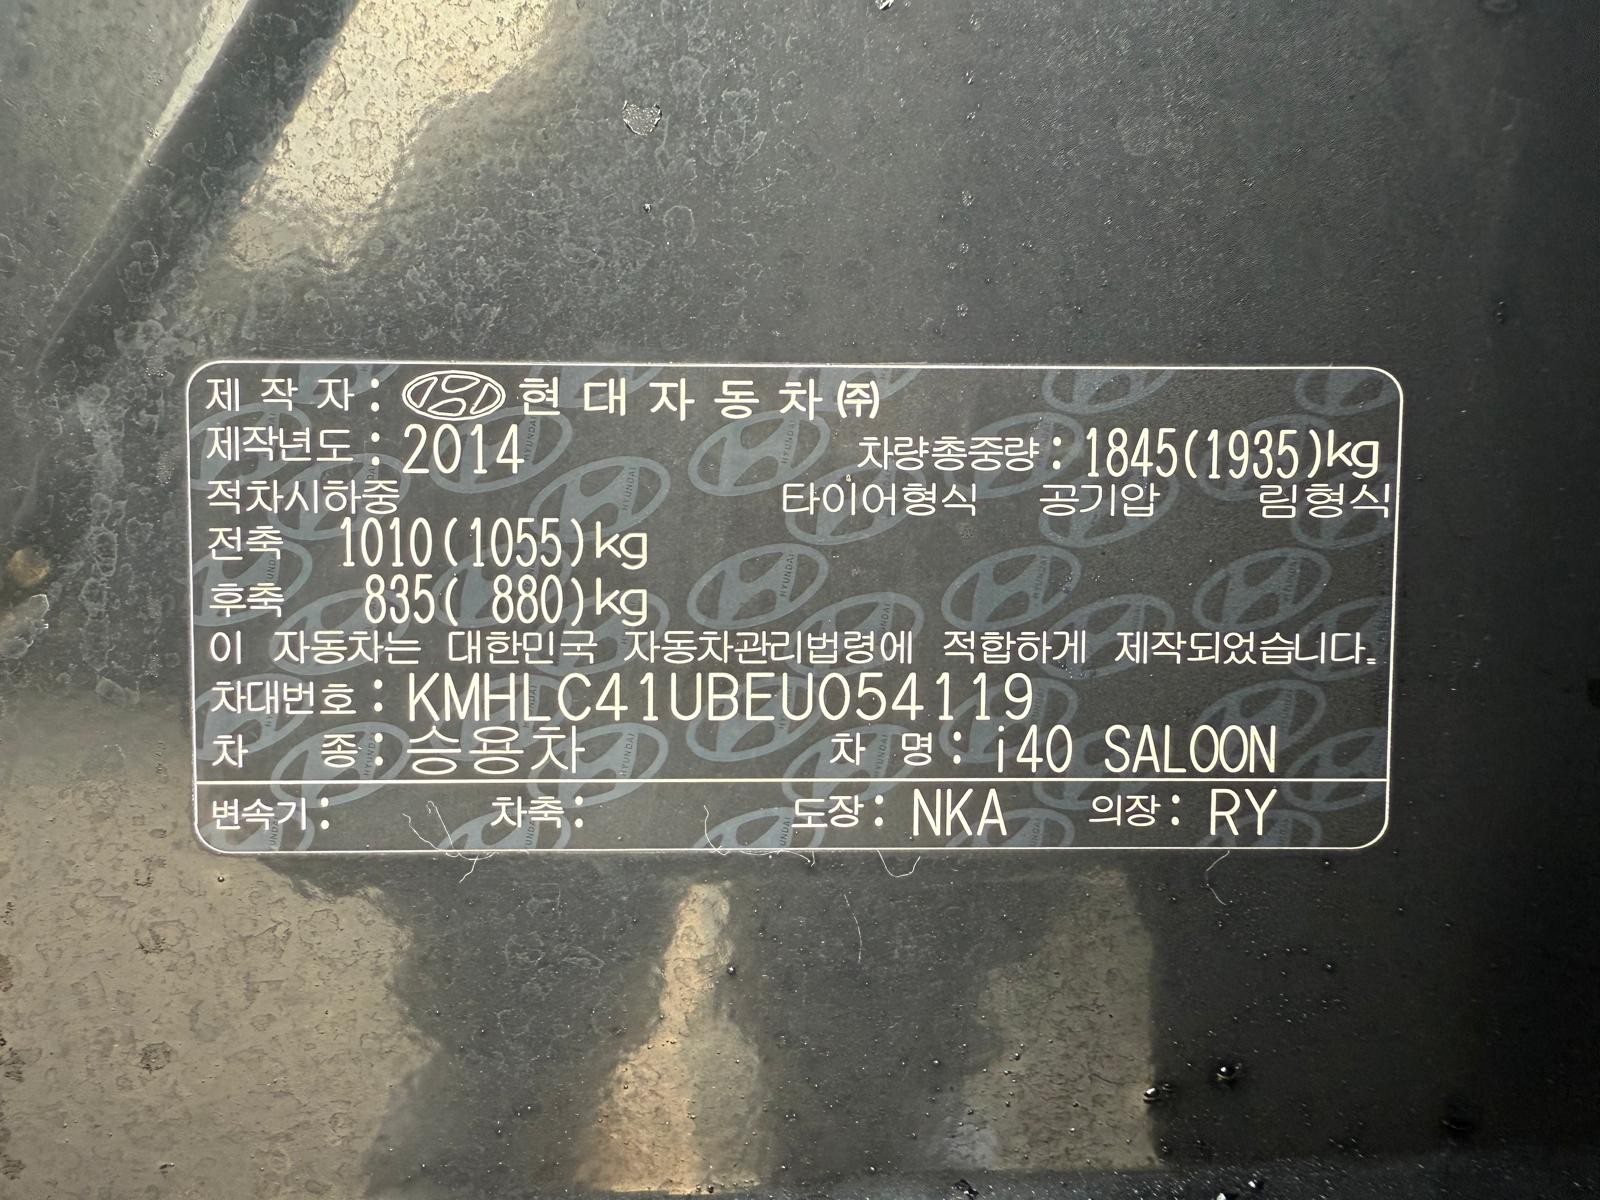 제 작 자 : HYUNDAI 현 대 자 동 차 ㈜
제작년도 : 2014
차량총중량 : 1845(1935)kg
적차시하중
타이어형식 공기압 림형식
전축 1010(1055)kg
후축 835( 880)kg
이 자동차는 대한민국 자동차관리법령에 적합하게 제작되었습니다.
차대번호 : KMHLC41UBEU054119
차 종 : 승용차
차 명 : i40 SALOON
변속기 :
차축 :
도장 : NKA
의장 : RY